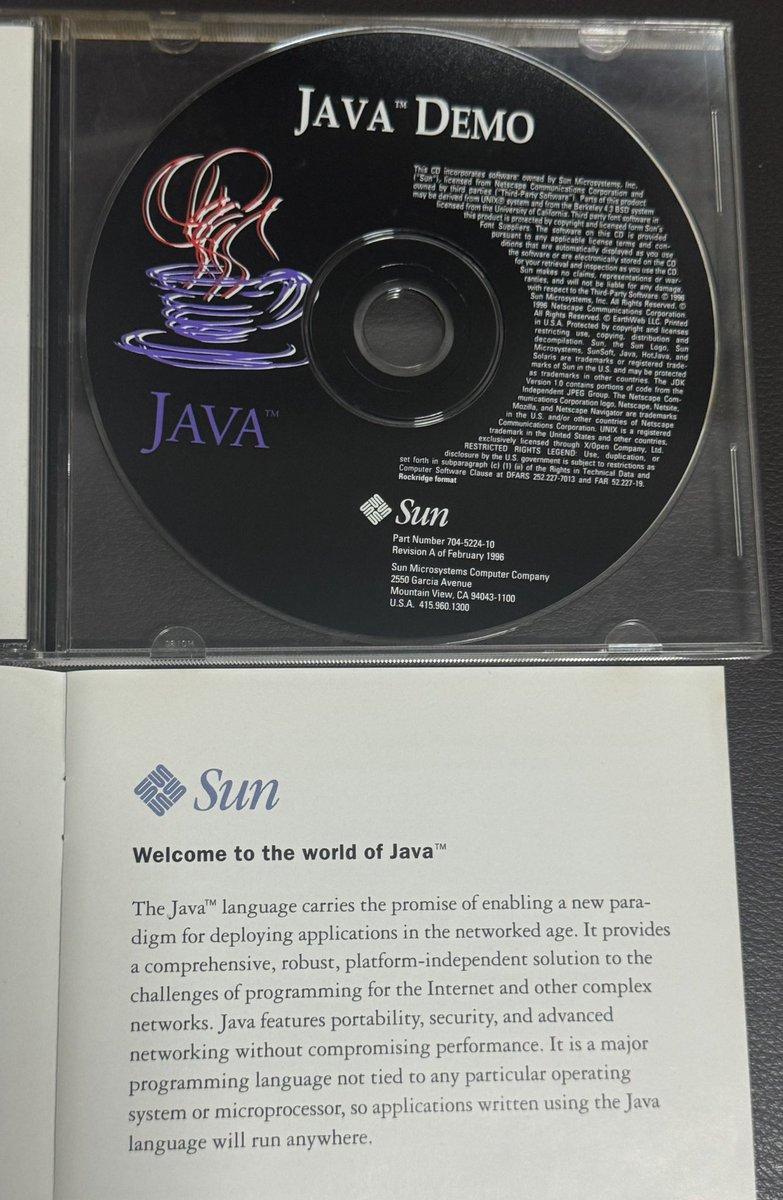 JAVA™ DEMO
This CD incorporates software owned by Sun Microsystems, Inc.
("Sun"), licensed from Netscape Communications Corporation and
owned by third parties ("Third-Party Software"). Parts of this product
may be derived from UNIX® system and from the Berkeley 4.3 BSD system
licensed from the University of California. Third party font software in
this product is protected by copyright and licensed form Sun's
Font Suppliers. The software on this CD is provided
pursuant to any applicable license terms and con-
ditions that are automatically displayed as you use
the software or are electronically stored on the CD
for your retrieval and inspection as you use the CD.
Sun makes no claims, representations or war-
ranties, and will not be liable for any damage,
with respect to the Third-Party Software. © 1996
Sun Microsystems, Inc. All Rights Reserved. ©
1996 Netscape Communications Corporation
All Rights Reserved. © EarthWeb LLC. Printed
in U.S.A. Protected by copyright and licenses
restricting use, copying, distribution and
decompilation. Sun, the Sun Logo, Sun
Microsystems, SunSoft, Java, HotJava, and
Solaris are trademarks or registered trade-
marks of Sun in the U.S. and may be protected
as trademarks in other countries. The JDK
Version 1.0 contains portions of code from the
Independent JPEG Group. The Netscape Com-
munications Corporation logo, Netscape, Netsite,
Mozilla, and Netscape Navigator are trademarks
in the U.S. and/or other countries of Netscape
Communications Corporation. UNIX is a registered
trademark in the United States and other countries,
exclusively licensed through X/Open Company, Ltd.
RESTRICTED RIGHTS LEGEND: Use, duplication, or
disclosure by the U.S. government is subject to restrictions as
set forth in subparagraph (c) (1) (ii) of the Rights in Technical Data and
Computer Software Clause at DFARS 252.227-7013 and FAR 52.227-19.
Rockridge format
JAVA™
Sun
Part Number 704-5224-10
Revision A of February 1996
Sun Microsystems Computer Company
2550 Garcia Avenue
Mountain View, CA 94043-1100
U.S.A. 415.960.1300
Sun
Welcome to the world of Java™
The Java™ language carries the promise of enabling a new para-
digm for deploying applications in the networked age. It provides
a comprehensive, robust, platform-independent solution to the
challenges of programming for the Internet and other complex
networks. Java features portability, security, and advanced
networking without compromising performance. It is a major
programming language not tied to any particular operating
system or microprocessor, so applications written using the Java
language will run anywhere.